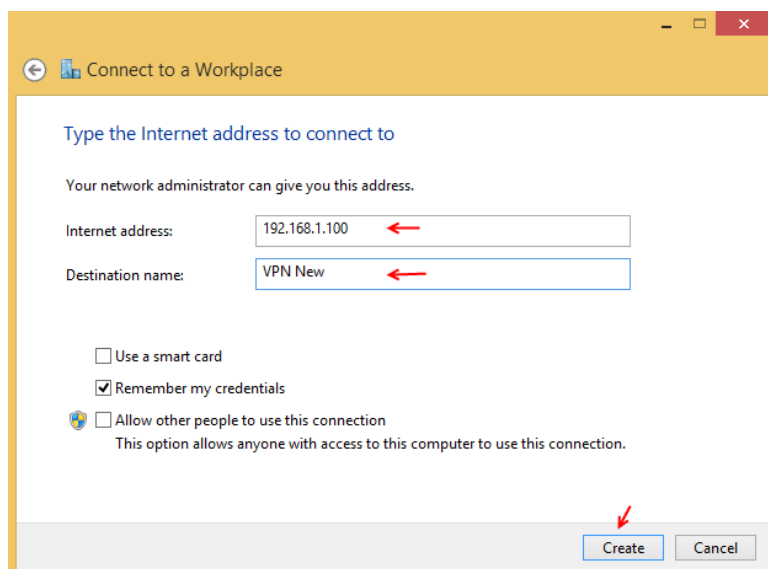 Connect to a Workplace
Type the Internet address to connect to
Your network administrator can give you this address.
Internet address: 192.168.1.100
Destination name: VPN New
Use a smart card
Remember my credentials
Allow other people to use this connection
This option allows anyone with access to this computer to use this connection.
Create Cancel